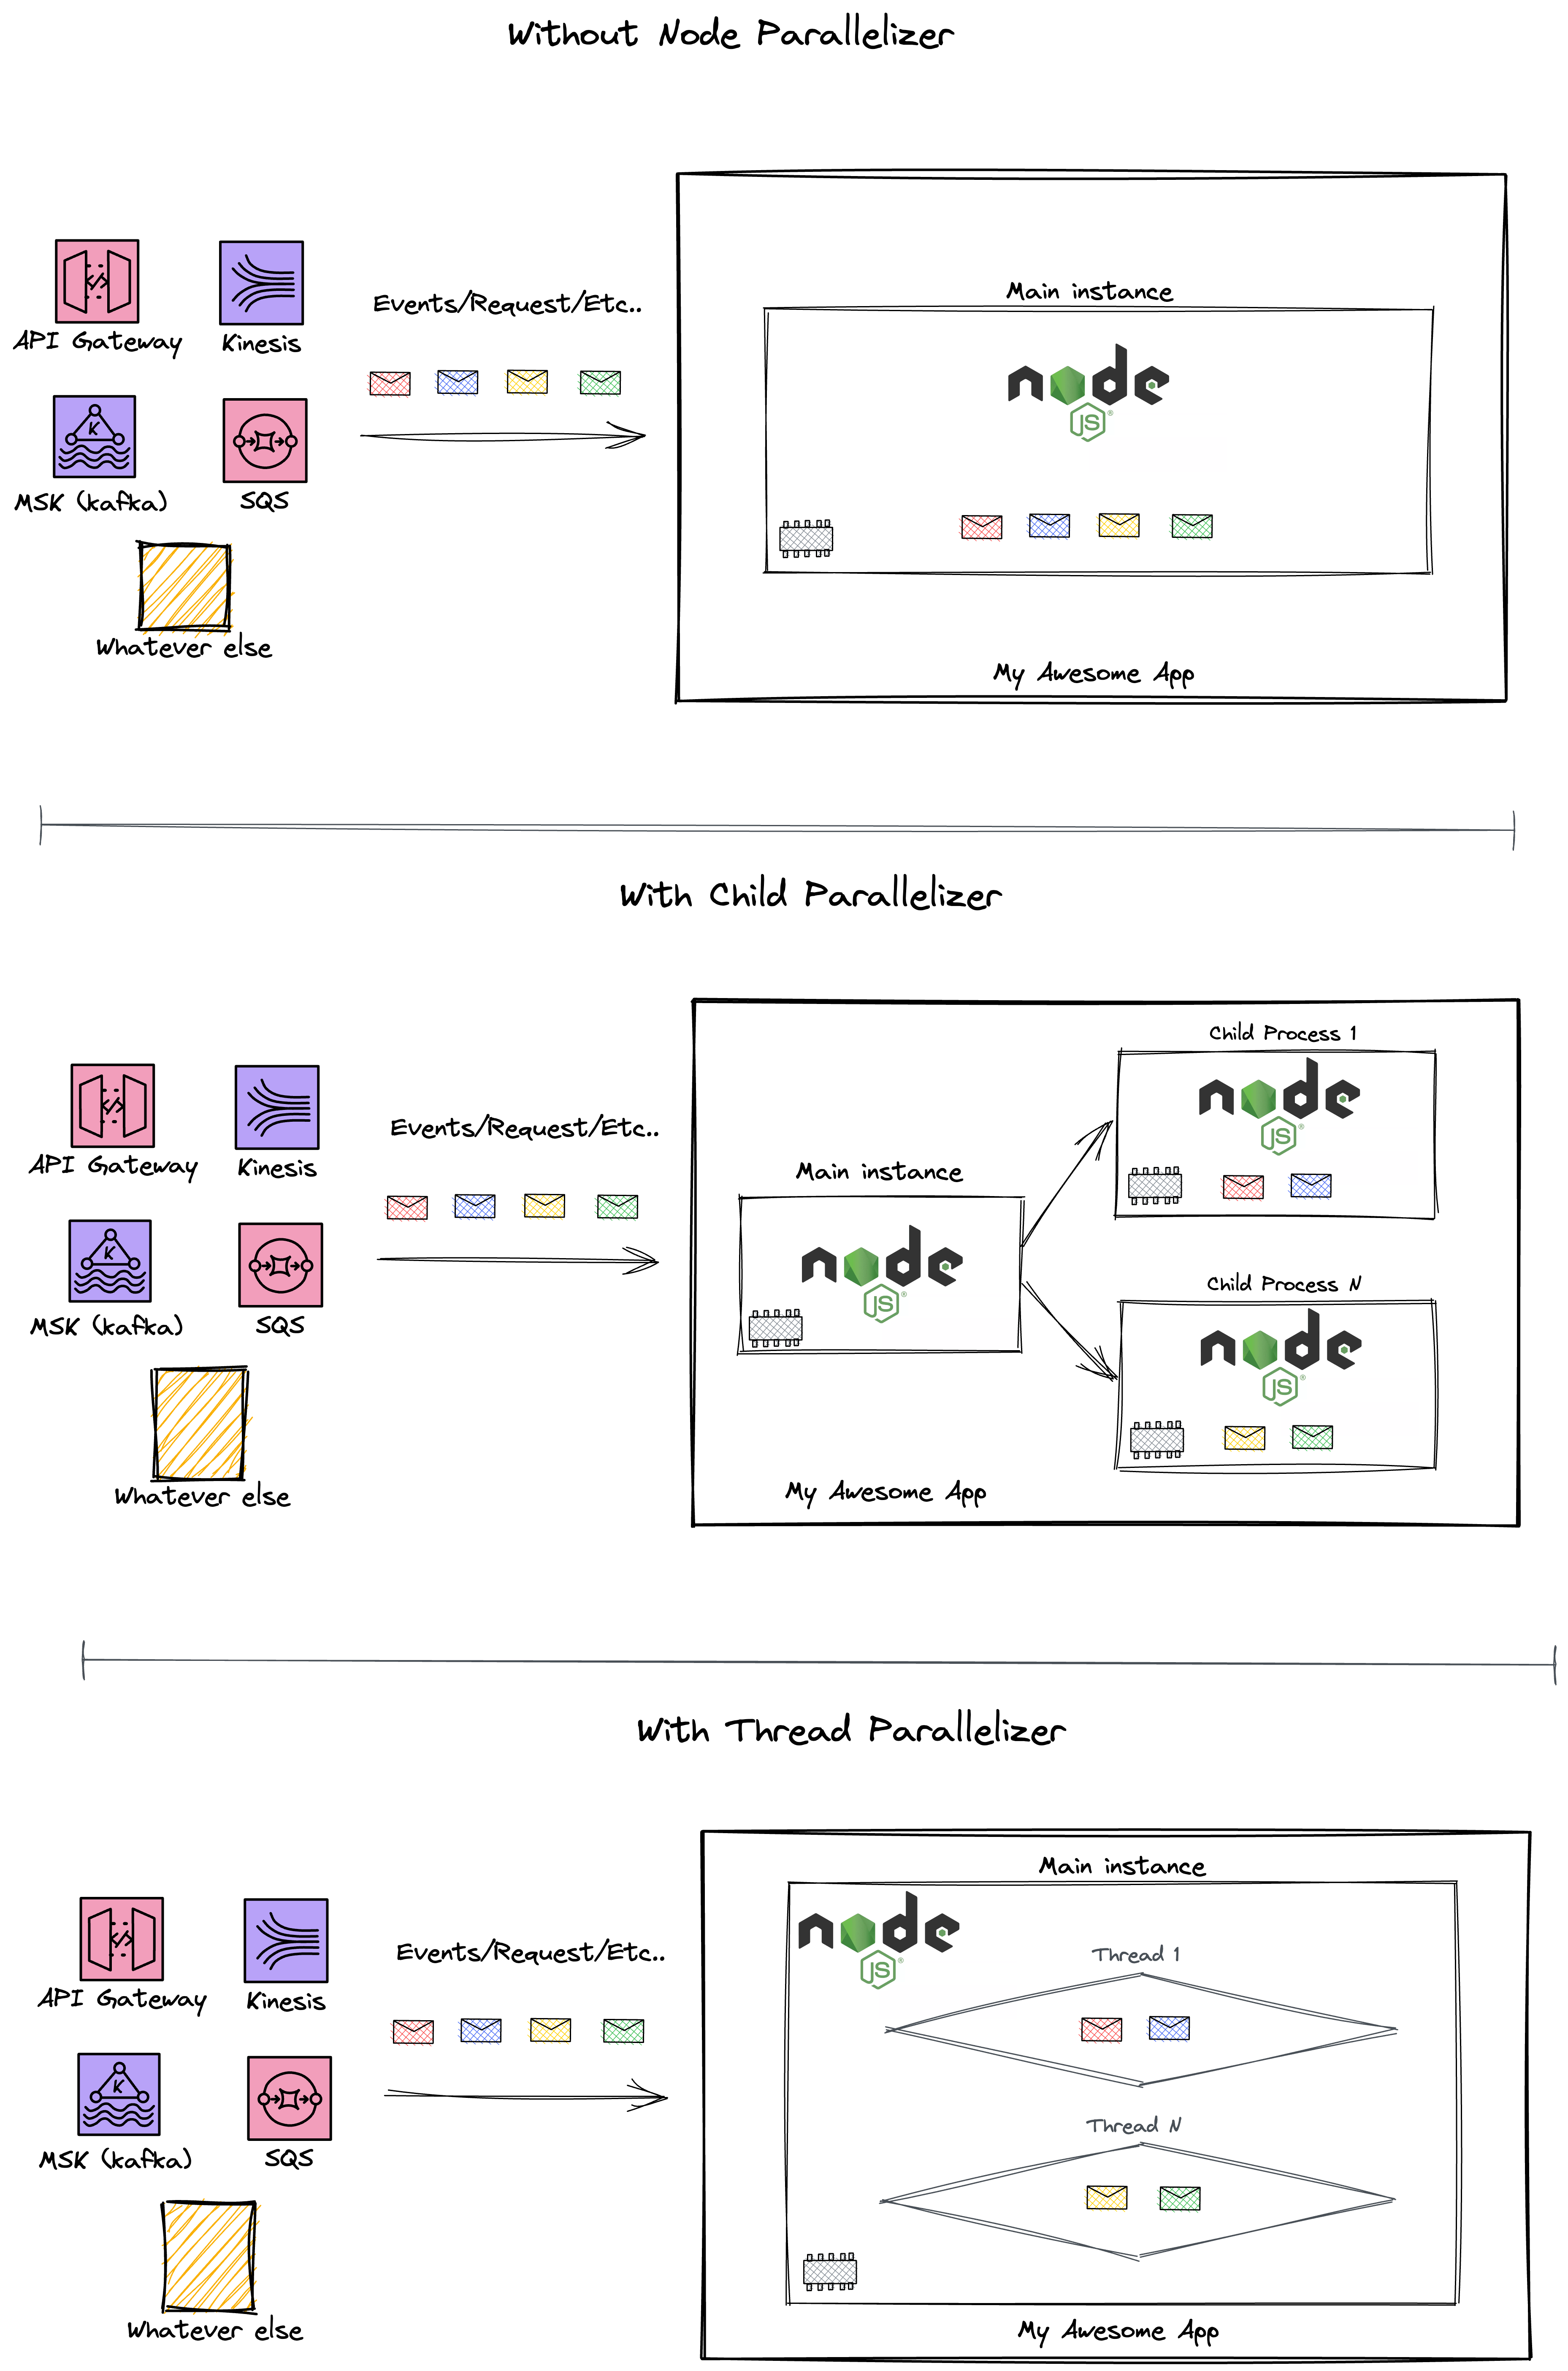 Without Node Parallelizer
Main instance
API Gateway
Kinesis
Events/Request/Etc..
node
JS
K
MSK (kafka)
SQS
Whatever else
My Awesome App
With Child Parallelizer
Child Process 1
node
JS
API Gateway
Kinesis
Events/Request/Etc..
Main instance
node
JS
K
MSK (kafka)
SQS
Child Process N
node
JS
Whatever else
My Awesome App
With Thread Parallelizer
Main instance
node
JS
API Gateway
Kinesis
Events/Request/Etc..
Thread 1
K
MSK (kafka)
SQS
Thread N
Whatever else
My Awesome App